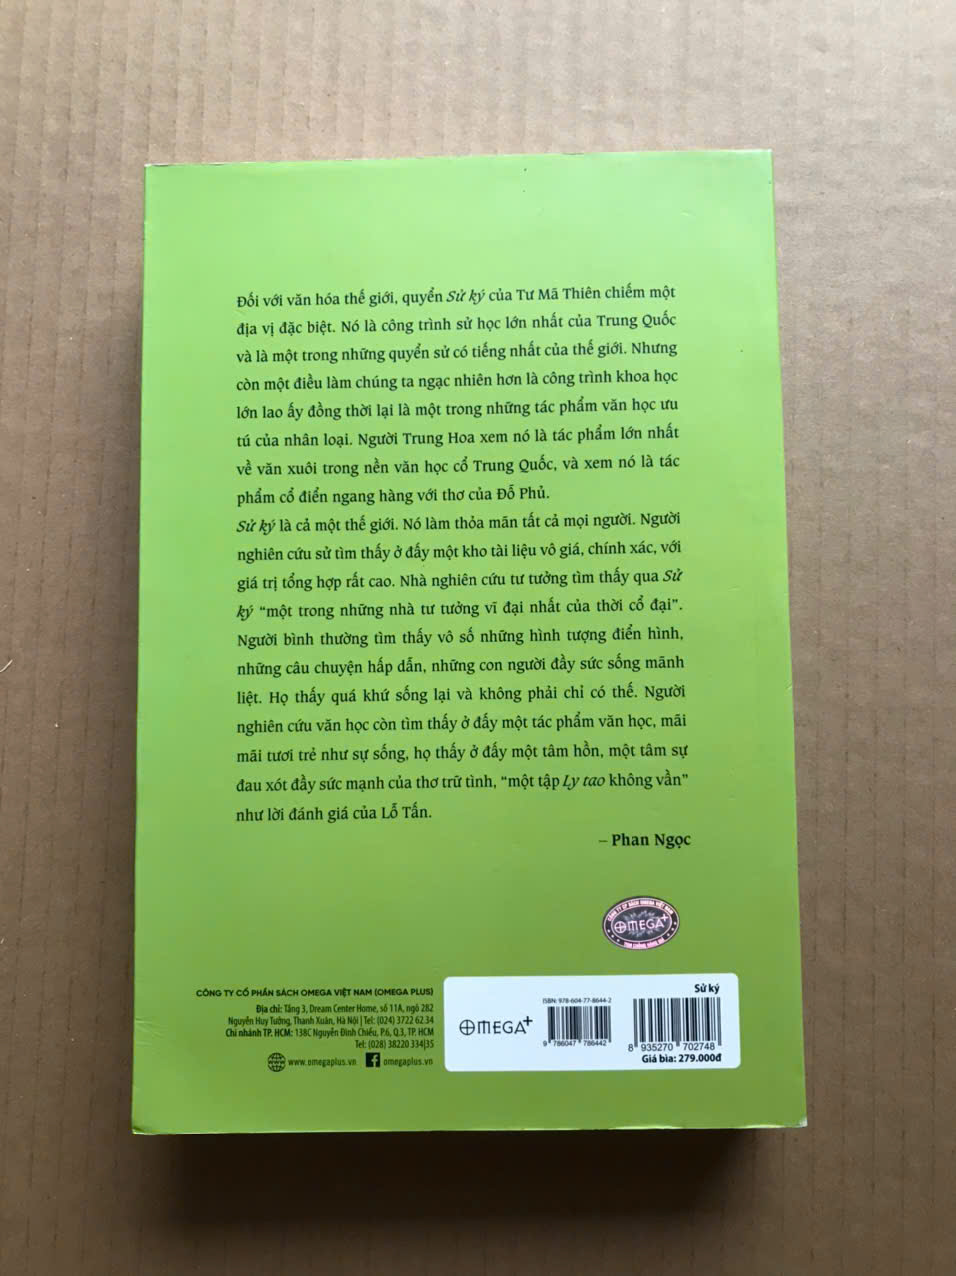 Đối với văn hóa thế giới, quyển Sử ký của Tư Mã Thiên chiếm một
địa vị đặc biệt. Nó là công trình sử học lớn nhất của Trung Quốc
và là một trong những quyển sử có tiếng nhất của thế giới. Nhưng
còn một điều làm chúng ta ngạc nhiên hơn là công trình khoa học
lớn lao ấy đồng thời lại là một trong những tác phẩm văn học ưu
tú của nhân loại. Người Trung Hoa xem nó là tác phẩm lớn nhất
về văn xuôi trong nền văn học cổ Trung Quốc, và xem nó là tác
phẩm cổ điển ngang hàng với thơ của Đỗ Phủ.
Sử ký là cả một thế giới. Nó làm thỏa mãn tất cả mọi người. Người
nghiên cứu sử tìm thấy ở đấy một kho tài liệu vô giá, chính xác, với
giá trị tổng hợp rất cao. Nhà nghiên cứu tư tưởng tìm thấy qua Sử
ký “một trong những nhà tư tưởng vĩ đại nhất của thời cổ đại”.
Người bình thường tìm thấy vô số những hình tượng điển hình,
những câu chuyện hấp dẫn, những con người đầy sức sống mãnh
liệt. Họ thấy quá khứ sống lại và không phải chỉ có thế. Người
nghiên cứu văn học còn tìm thấy ở đấy một tác phẩm văn học, mãi
mãi tươi trẻ như sự sống, họ thấy ở đấy một tâm hồn, một tâm sự
đau xót đầy sức mạnh của thơ trữ tình, “một tập Ly tao không vần”
như lời đánh giá của Lỗ Tấn.
– Phan Ngọc
CÔNG TY CP SÁCH OMEGA VIỆT NAM
OMEGA+
TEM CHỐNG HÀNG GIẢ
CÔNG TY CỔ PHẦN SÁCH OMEGA VIỆT NAM (OMEGA PLUS)
Địa chỉ: Tầng 3, Dream Center Home, số 11A, ngõ 282
Nguyễn Huy Tưởng, Thanh Xuân, Hà Nội | Tel: (024) 3722 62 34
Chi nhánh TP. HCM: 138C Nguyễn Đình Chiểu, P.6, Q.3, TP. HCM
Tel: (028) 38220 334|35
www.omegaplus.vn omegaplus.vn
OMEGA+
ISBN: 978-604-77-8644-2
9 786047 786442
Sử ký
8 935270 702748
Giá bìa: 279.000đ